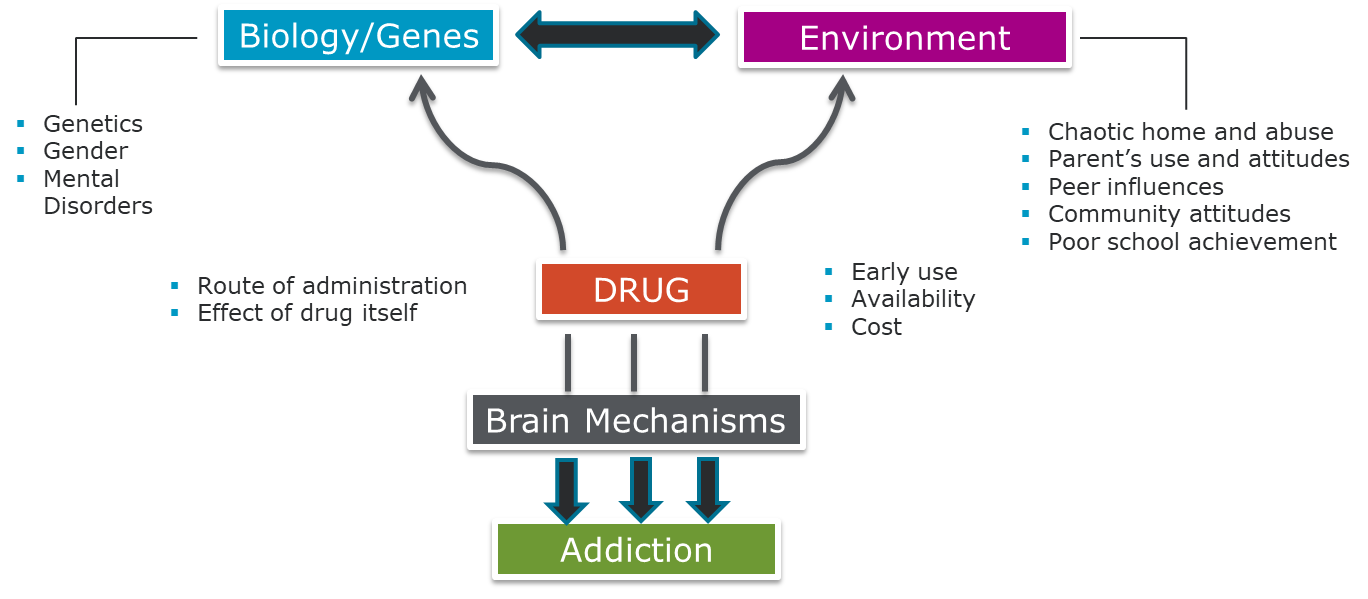 Biology/Genes
Environment
▪ Genetics
▪ Gender
▪ Mental
Disorders
▪ Chaotic home and abuse
▪ Parent’s use and attitudes
▪ Peer influences
▪ Community attitudes
▪ Poor school achievement
▪ Route of administration
▪ Effect of drug itself
DRUG
▪ Early use
▪ Availability
▪ Cost
Brain Mechanisms
Addiction